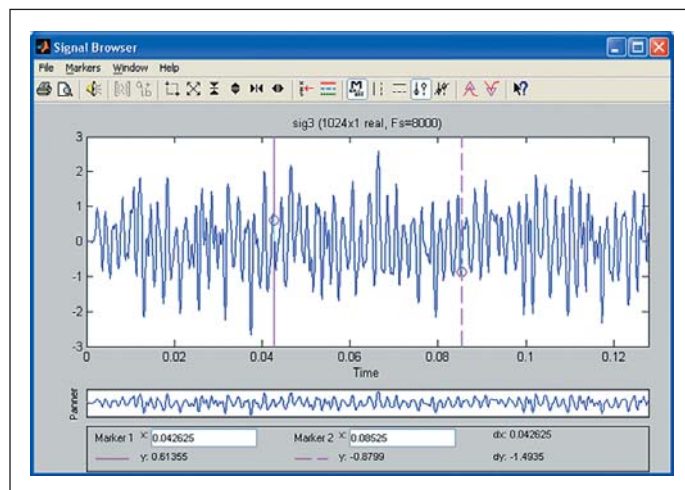 Signal Browser
File Markers Window Help
sig3 (1024x1 real, Fs=8000)
3
2
1
0
-1
-2
-3
0 0.02 0.04 0.06 0.08 0.1 0.12
Time
Panner
Marker 1 x: 0.042625 Marker 2 x: 0.08525 dx: 0.042625
y: 0.61355 y: -0.8799 dy: -1.4935